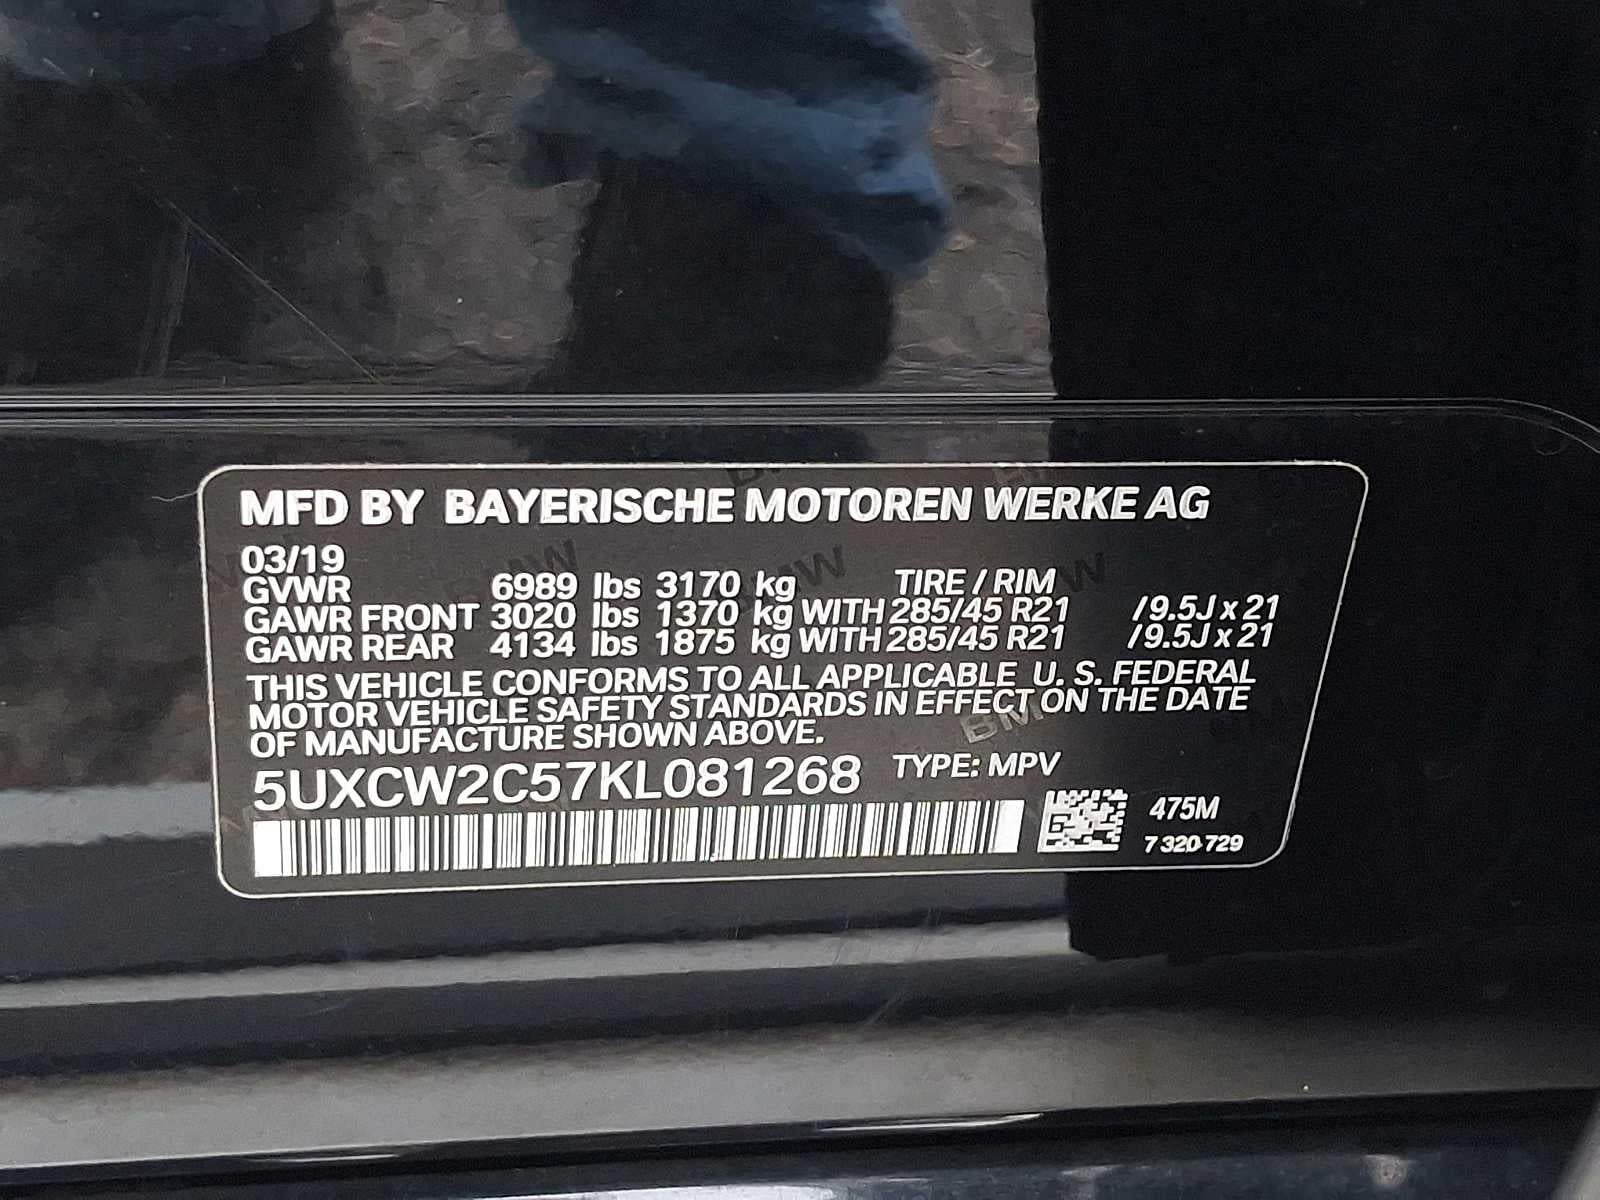 MFD BY BAYERISCHE MOTOREN WERKE AG
03/19
GVWR 6989 lbs 3170 kg TIRE / RIM
GAWR FRONT 3020 lbs 1370 kg WITH 285/45 R21 /9.5J x 21
GAWR REAR 4134 lbs 1875 kg WITH 285/45 R21 /9.5J x 21
THIS VEHICLE CONFORMS TO ALL APPLICABLE U. S. FEDERAL
MOTOR VEHICLE SAFETY STANDARDS IN EFFECT ON THE DATE
OF MANUFACTURE SHOWN ABOVE.
5UXCW2C57KL081268 TYPE: MPV
475M
7 320 729